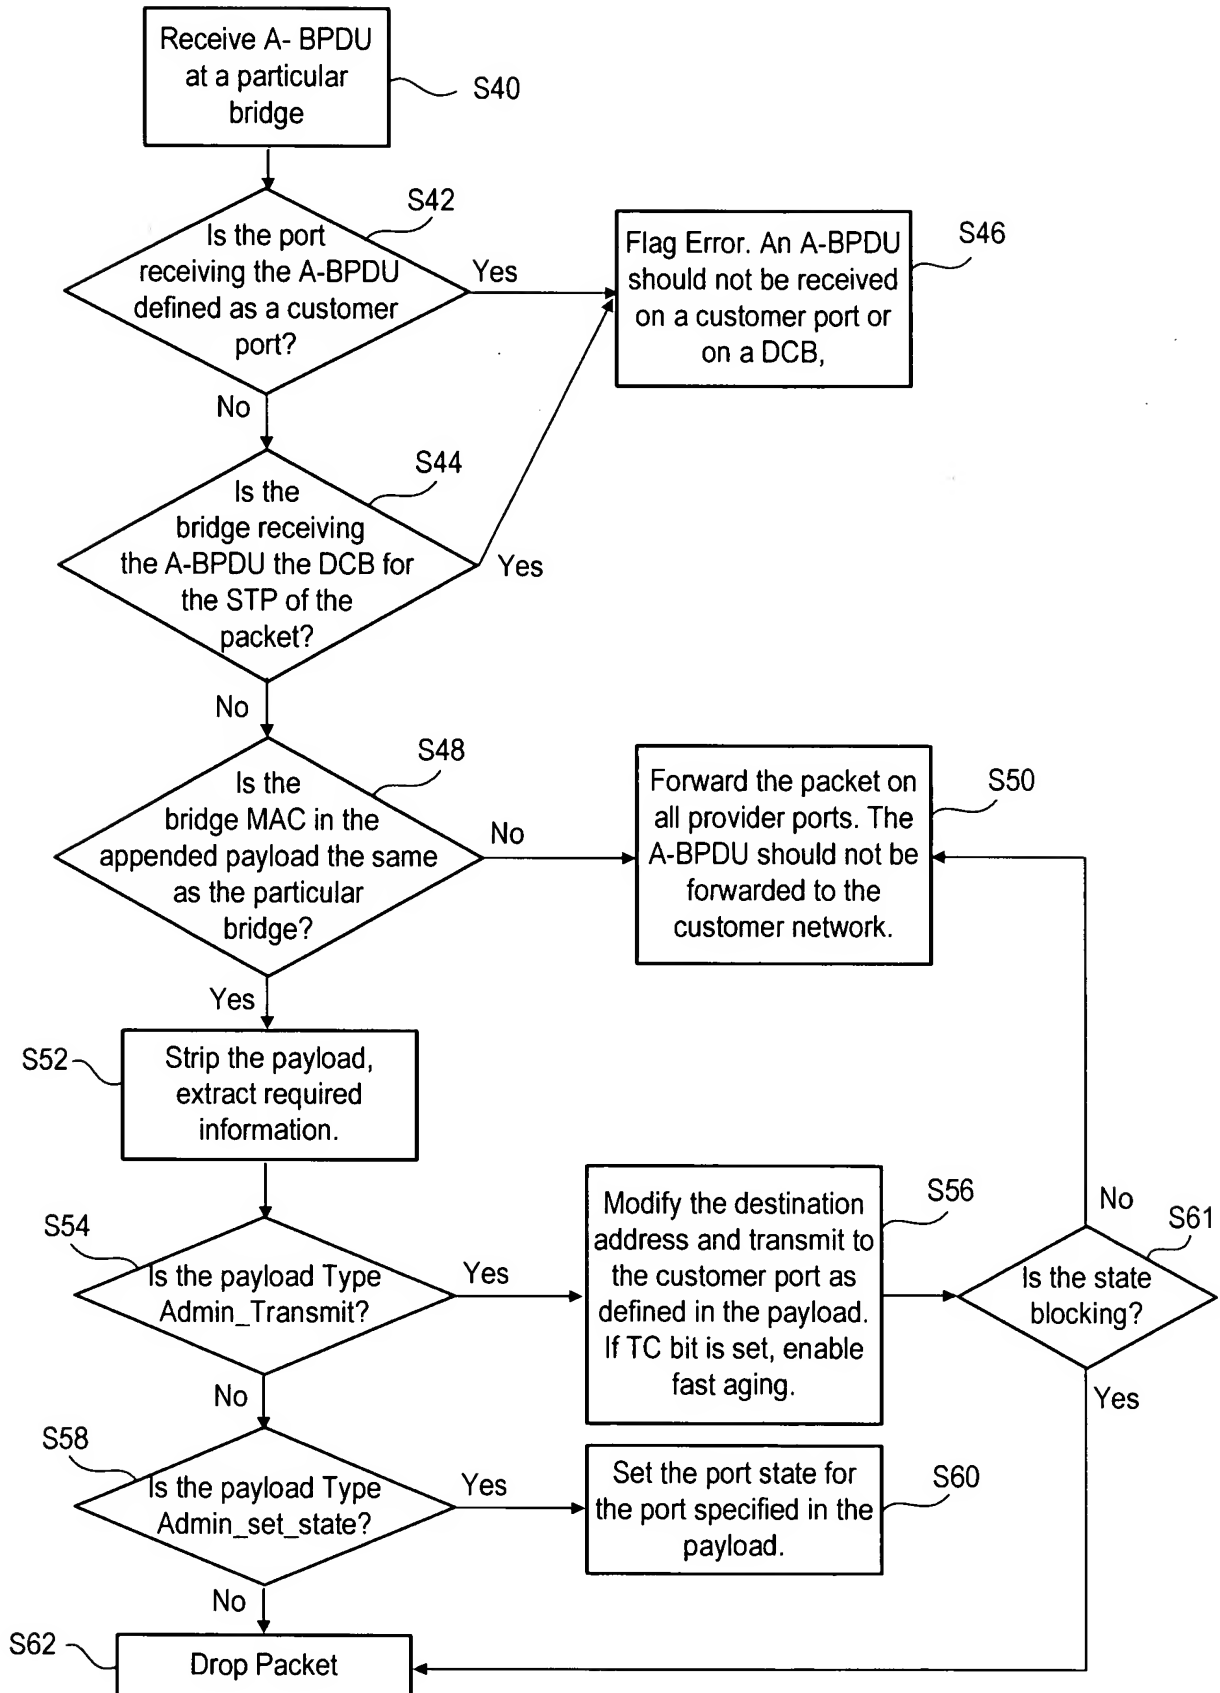 Receive A- BPDU
at a particular
bridge
S40
S42
Is the port
receiving the A-BPDU
defined as a customer
port?
Yes
No
Flag Error. An A-BPDU
should not be received
on a customer port or
on a DCB,
S46
S44
Is the
bridge receiving
the A-BPDU the DCB for
the STP of the
packet?
Yes
No
S48
Is the
bridge MAC in the
appended payload the same
as the particular
bridge?
No
Yes
Forward the packet on
all provider ports. The
A-BPDU should not be
forwarded to the
customer network.
S50
S52
Strip the payload,
extract required
information.
S54
Is the payload Type
Admin_Transmit?
Yes
No
Modify the destination
address and transmit to
the customer port as
defined in the payload.
If TC bit is set, enable
fast aging.
S56
No
S61
Is the state
blocking?
Yes
S58
Is the payload Type
Admin_set_state?
Yes
No
Set the port state for
the port specified in the
payload.
S60
S62
Drop Packet